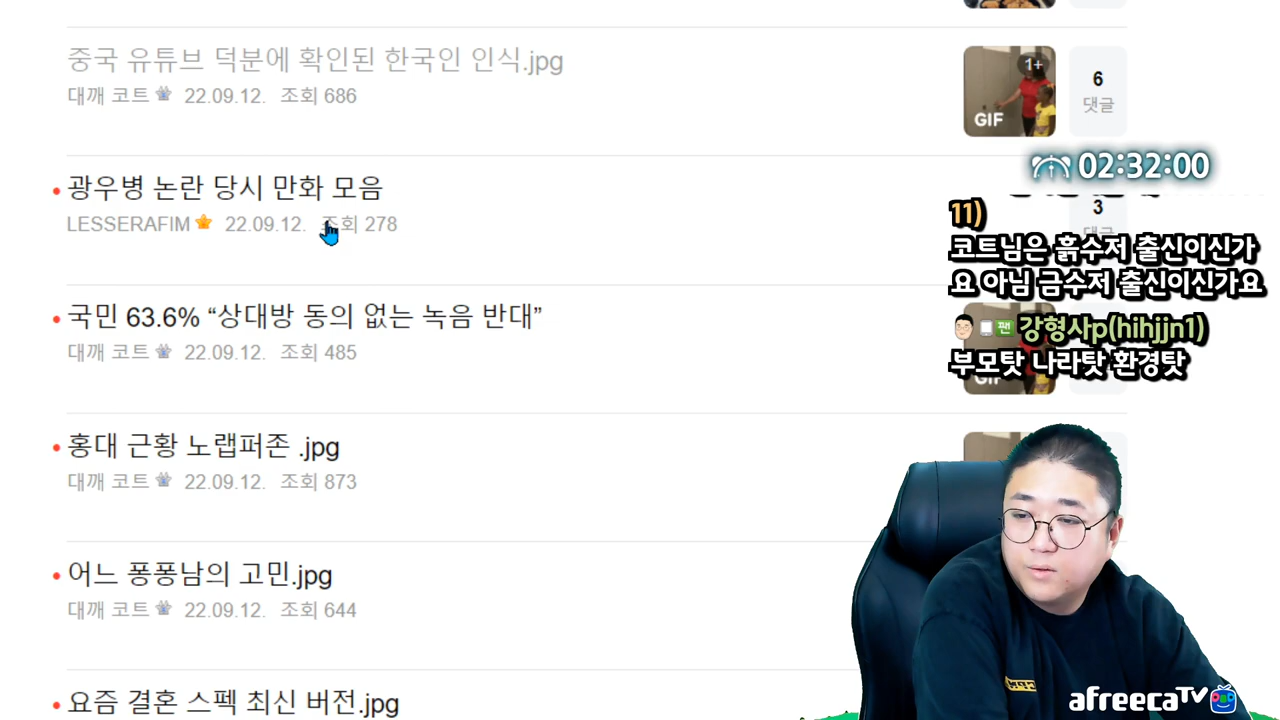 중국 유튜브 덕분에 확인된 한국인 인식.jpg
대깨 코트 22.09.12. 조회 686
1+
GIF
6
댓글
02:32:00
광우병 논란 당시 만화 모음
LESSERAFIM 22.09.12. 조회 278
3
댓글
11)
코트님은 흙수저 출신이신가
요 아님 금수저 출신이신가요
강형사p(hihjjn1)
부모탓 나라탓 환경탓
국민 63.6% “상대방 동의 없는 녹음 반대”
대깨 코트 22.09.12. 조회 485
GIF
홍대 근황 노랩퍼존 .jpg
대깨 코트 22.09.12. 조회 873
어느 퐁퐁남의 고민.jpg
대깨 코트 22.09.12. 조회 644
요즘 결혼 스펙 최신 버전.jpg
afreecaTV